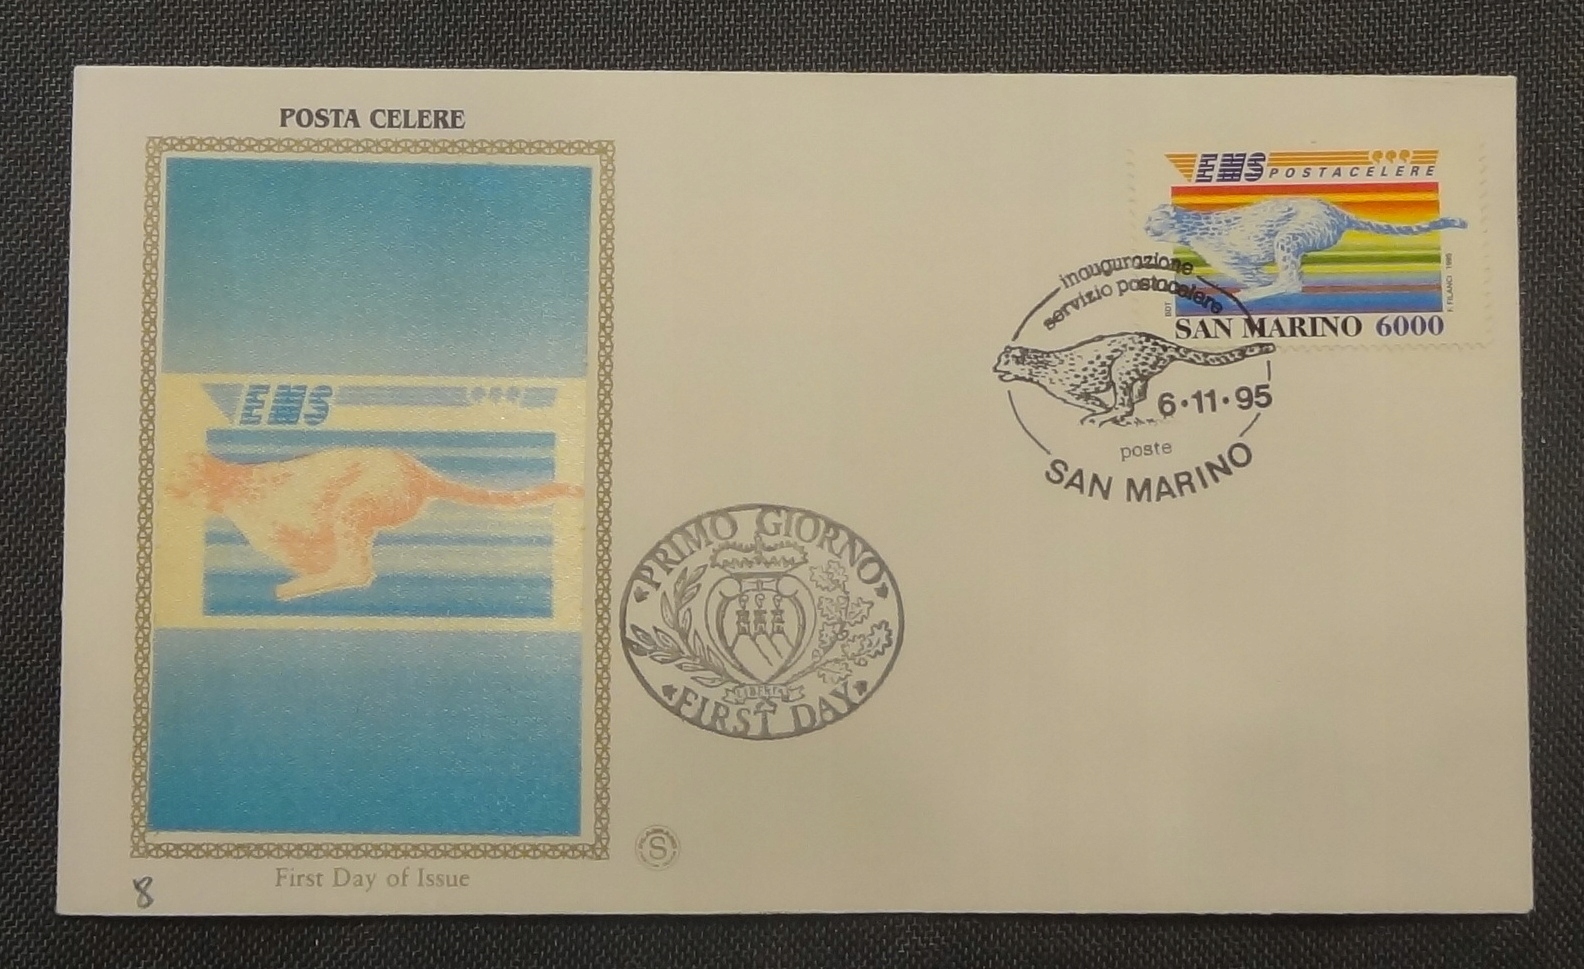 POSTA CELERE
EMS
First Day of Issue
8
S
PRIMO GIORNO
LIBERTAS
FIRST DAY
EMS POSTACELERE
BDT
F. FILANCI 1995
SAN MARINO 6000
inaugurazione
servizio postacelere
6·11·95
poste
SAN MARINO